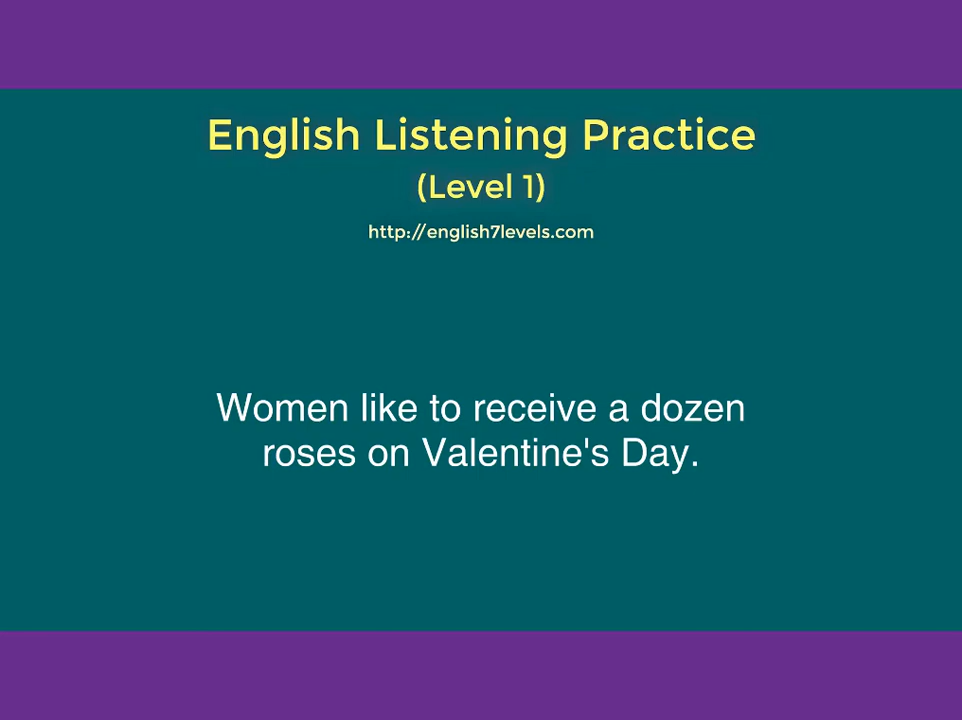 English Listening Practice
(Level 1)
http://english7levels.com
Women like to receive a dozen
roses on Valentine's Day.